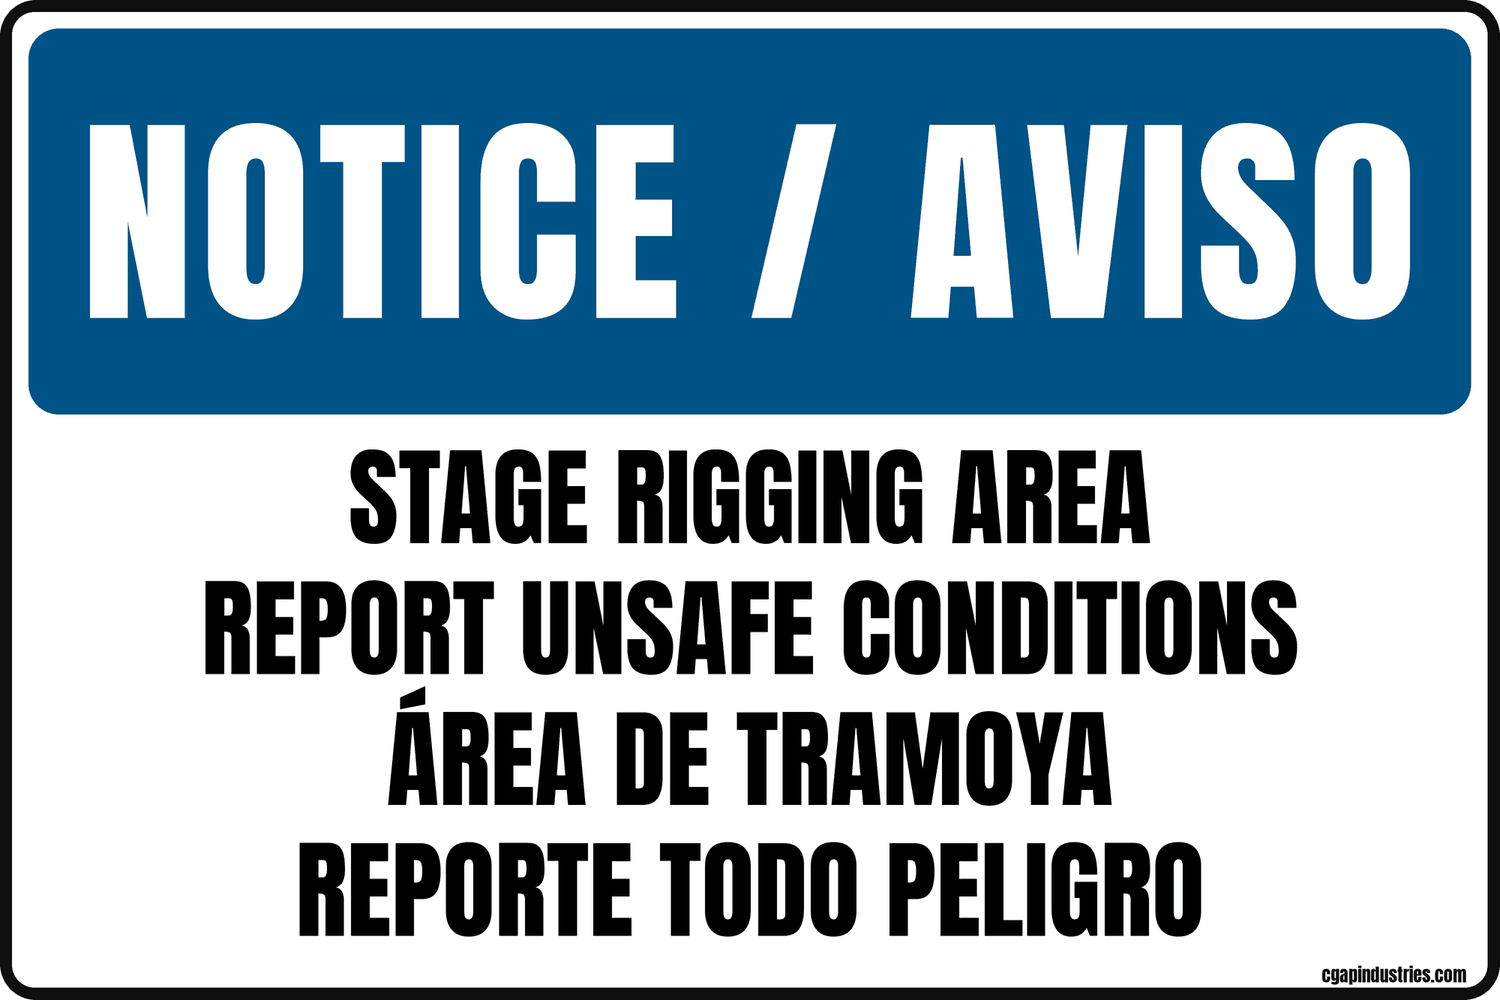 NOTICE / AVISO
STAGE RIGGING AREA
REPORT UNSAFE CONDITIONS
ÁREA DE TRAMOYA
REPORTE TODO PELIGRO
cgapindustries.com